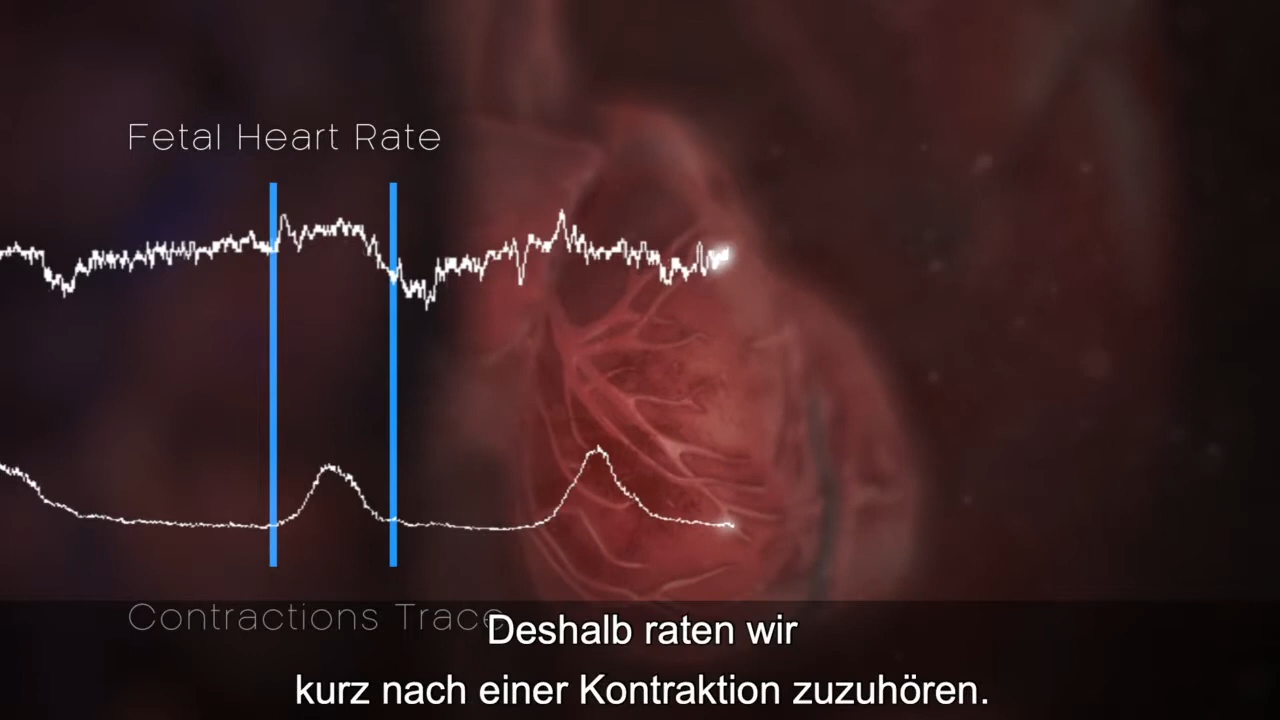 Fetal Heart Rate
Contractions Trace
Deshalb raten wir
kurz nach einer Kontraktion zuzuhören.